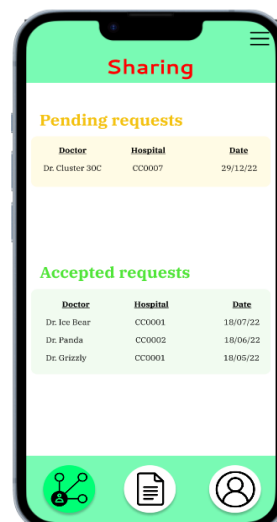 Sharing
Pending requests
Doctor Hospital Date
Dr. Cluster 30C CC0007 29/12/22
Accepted requests
Doctor Hospital Date
Dr. Ice Bear CC0001 18/07/22
Dr. Panda CC0002 18/06/22
Dr. Grizzly CC0001 18/05/22